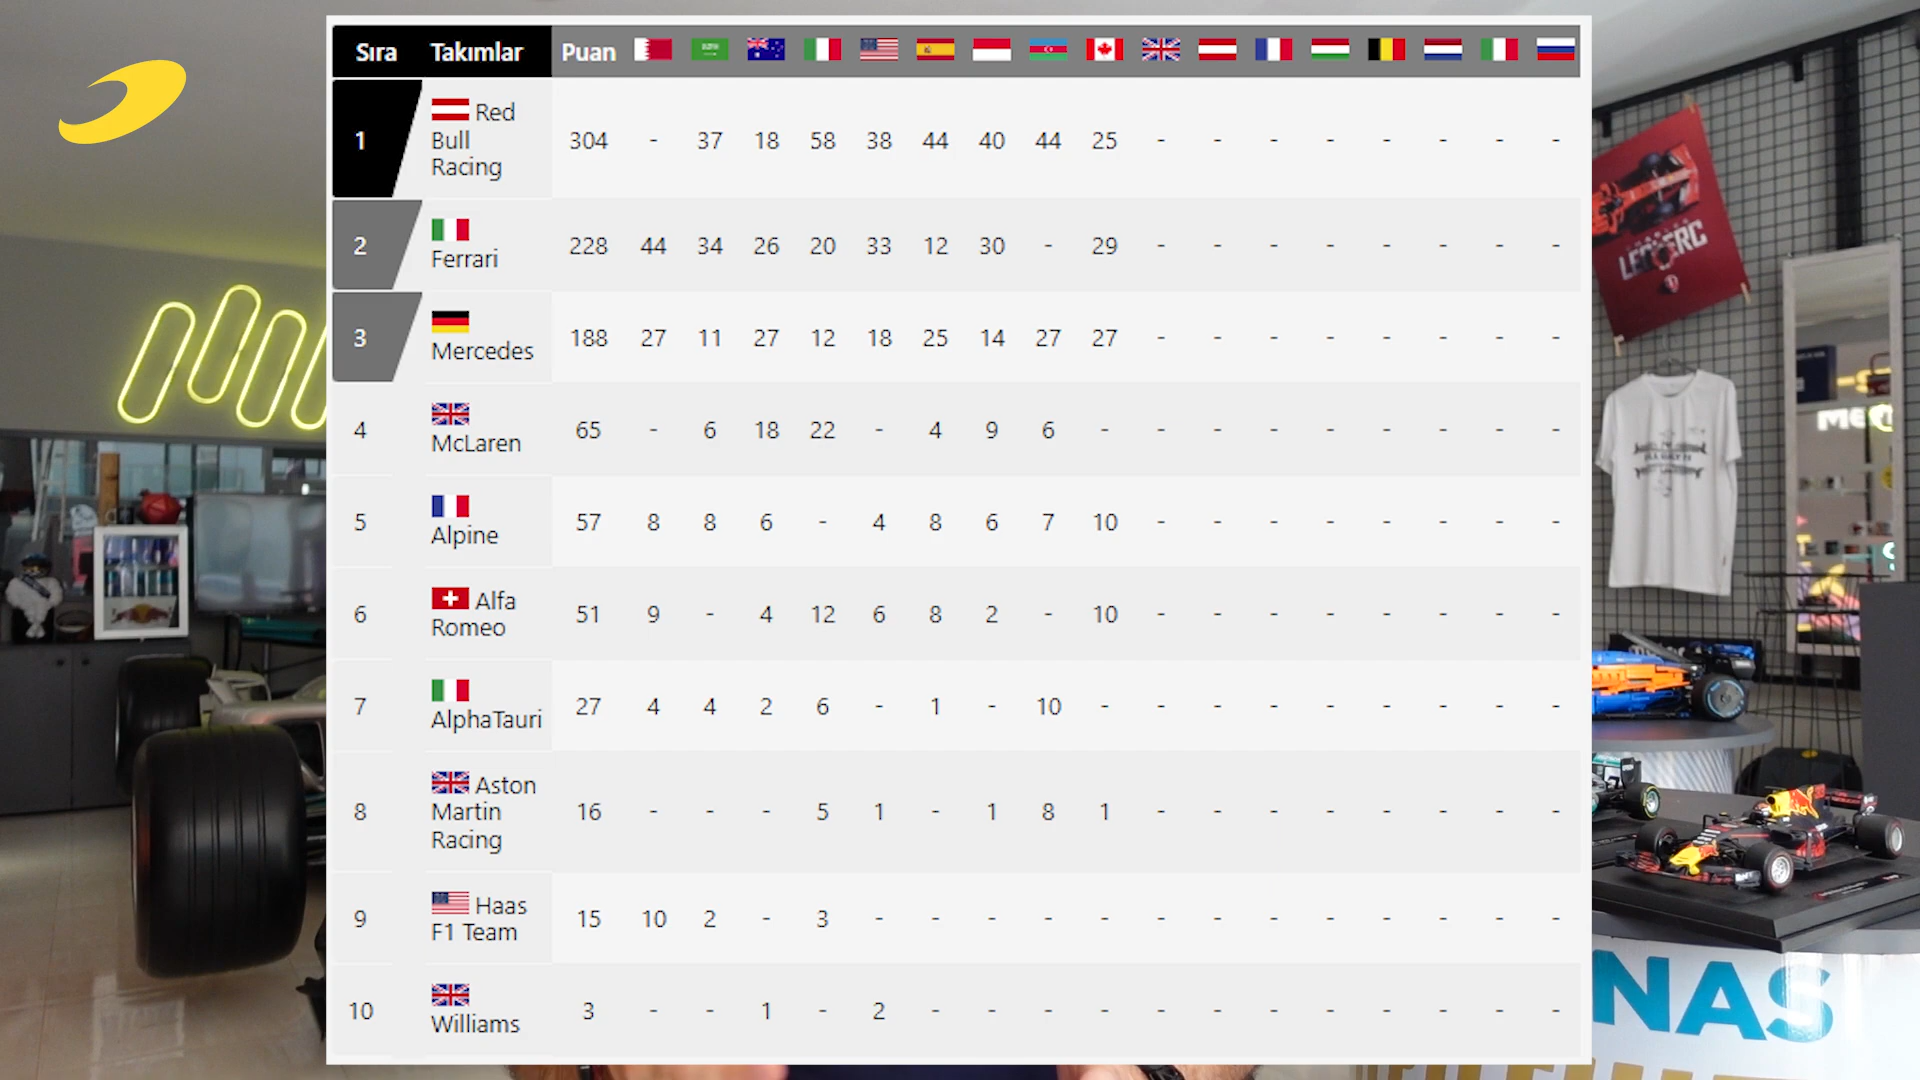 Sıra Takımlar Puan
1 Red Bull Racing 304 - 37 18 58 38 44 40 44 25 - - - - - - - -
2 Ferrari 228 44 34 26 20 33 12 30 - 29 - - - - - - - -
3 Mercedes 188 27 11 27 12 18 25 14 27 27 - - - - - - - -
4 McLaren 65 - 6 18 22 - 4 9 6 - - - - - - - - -
5 Alpine 57 8 8 6 - 4 8 6 7 10 - - - - - - - -
6 Alfa Romeo 51 9 - 4 12 6 8 2 - 10 - - - - - - - -
7 AlphaTauri 27 4 4 2 6 - 1 - 10 - - - - - - - - -
8 Aston Martin Racing 16 - - - 5 1 - 1 8 1 - - - - - - - -
9 Haas F1 Team 15 10 2 - 3 - - - - - - - - - - - - -
10 Williams 3 - - 1 - 2 - - - - - - - - - - - -
LECLERC
NAS